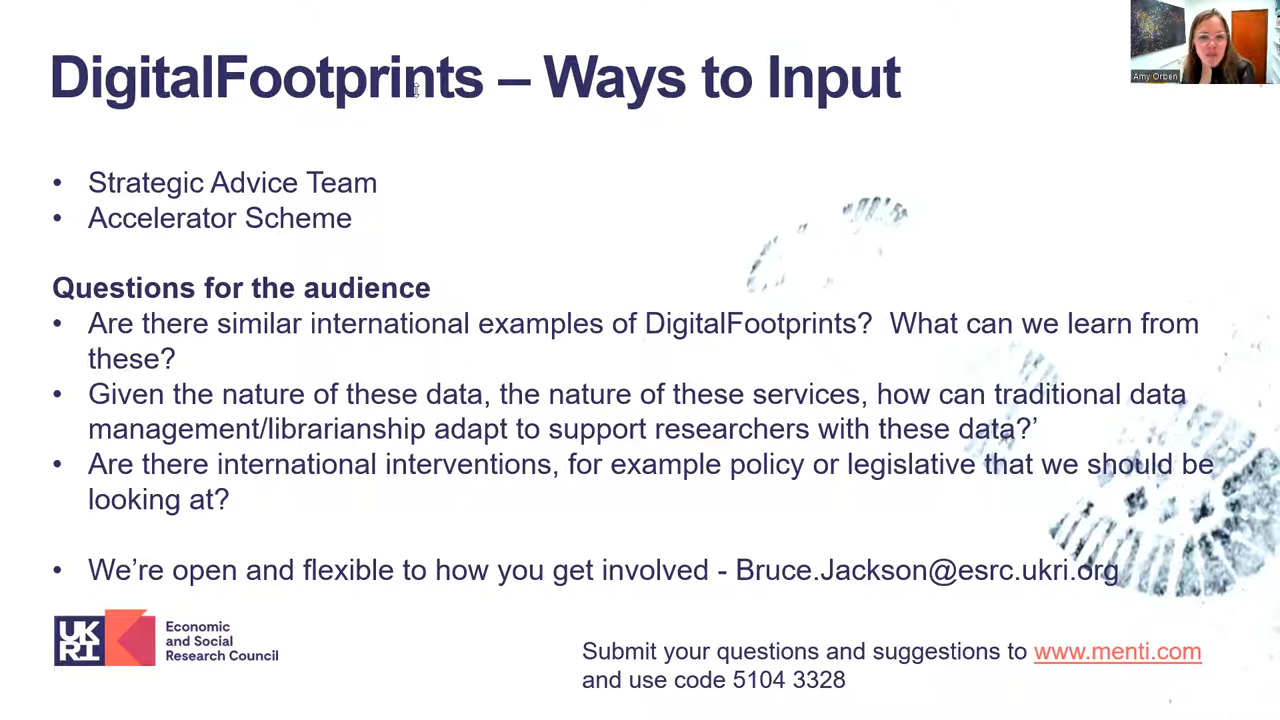 DigitalFootprints – Ways to Input
Amy Orben
• Strategic Advice Team
• Accelerator Scheme
Questions for the audience
• Are there similar international examples of DigitalFootprints?  What can we learn from
these?
• Given the nature of these data, the nature of these services, how can traditional data
management/librarianship adapt to support researchers with these data?’
• Are there international interventions, for example policy or legislative that we should be
looking at?
• We’re open and flexible to how you get involved - Bruce.Jackson@esrc.ukri.org
UK
RI
Economic
and Social
Research Council
Submit your questions and suggestions to www.menti.com
and use code 5104 3328